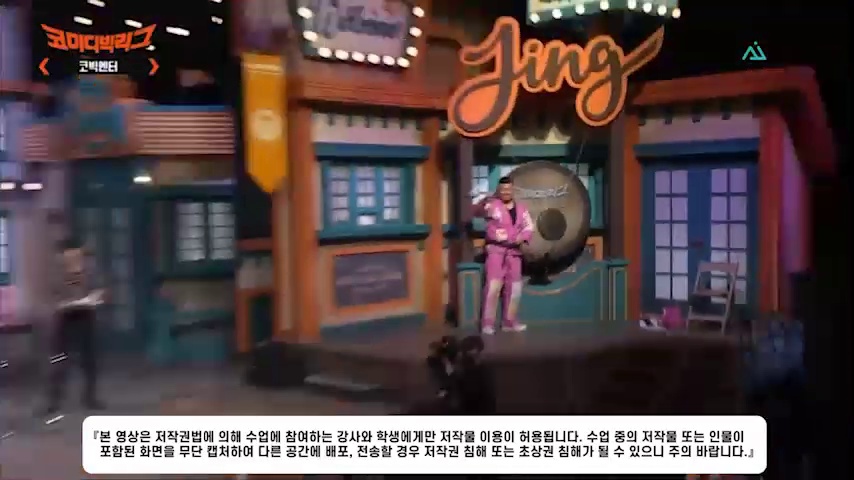 코미디빅리그
코빅엔터
Jing
『본 영상은 저작권법에 의해 수업에 참여하는 강사와 학생에게만 저작물 이용이 허용됩니다. 수업 중의 저작물 또는 인물이
포함된 화면을 무단 캡처하여 다른 공간에 배포, 전송할 경우 저작권 침해 또는 초상권 침해가 될 수 있으니 주의 바랍니다.』